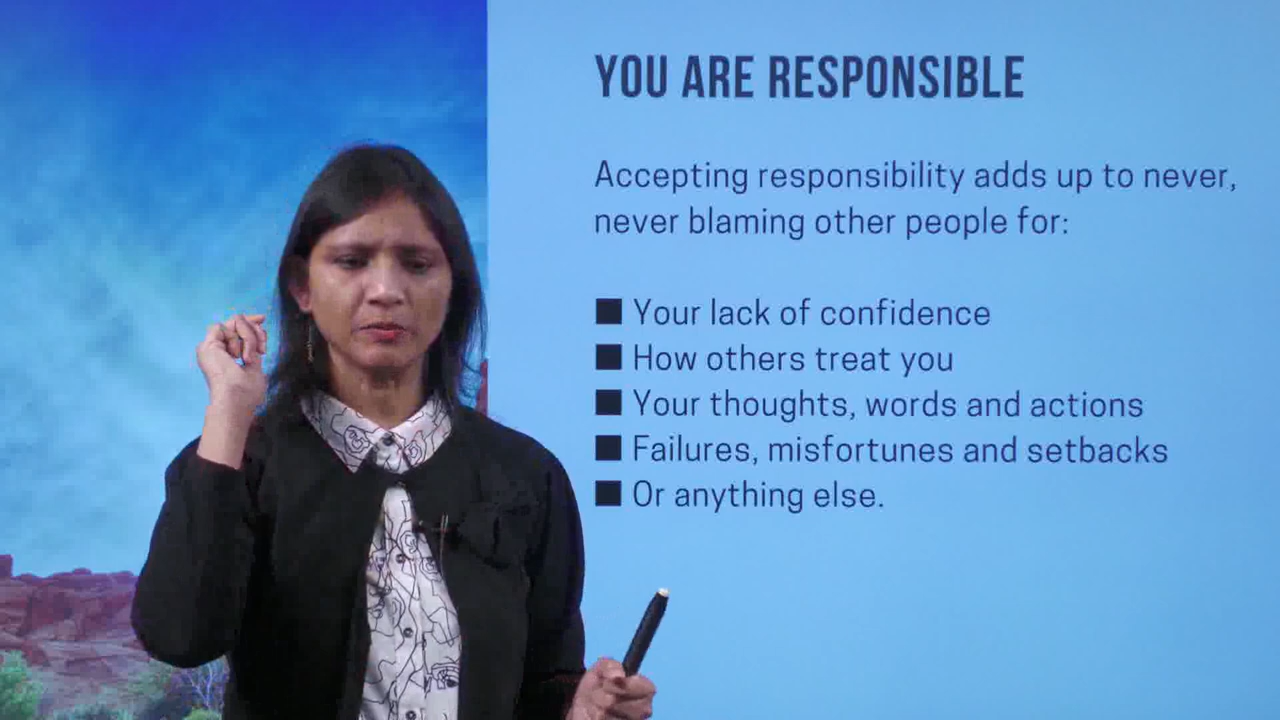 YOU ARE RESPONSIBLE
Accepting responsibility adds up to never,
never blaming other people for:
■ Your lack of confidence
■ How others treat you
■ Your thoughts, words and actions
■ Failures, misfortunes and setbacks
■ Or anything else.